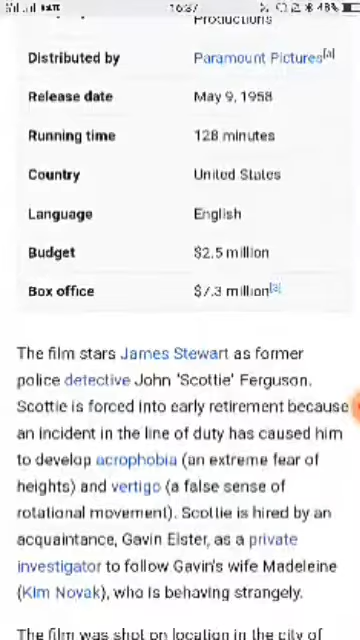 16:37
48%
Productions
Distributed by Paramount Pictures[a]
Release date May 9, 1958
Running time 128 minutes
Country United States
Language English
Budget $2.5 million
Box office $7.3 million[3]
The film stars James Stewart as former
police detective John 'Scottie' Ferguson.
Scottie is forced into early retirement because
an incident in the line of duty has caused him
to develop acrophobia (an extreme fear of
heights) and vertigo (a false sense of
rotational movement). Scottie is hired by an
acquaintance, Gavin Elster, as a private
investigator to follow Gavin's wife Madeleine
(Kim Novak), who is behaving strangely.
The film was shot on location in the city of